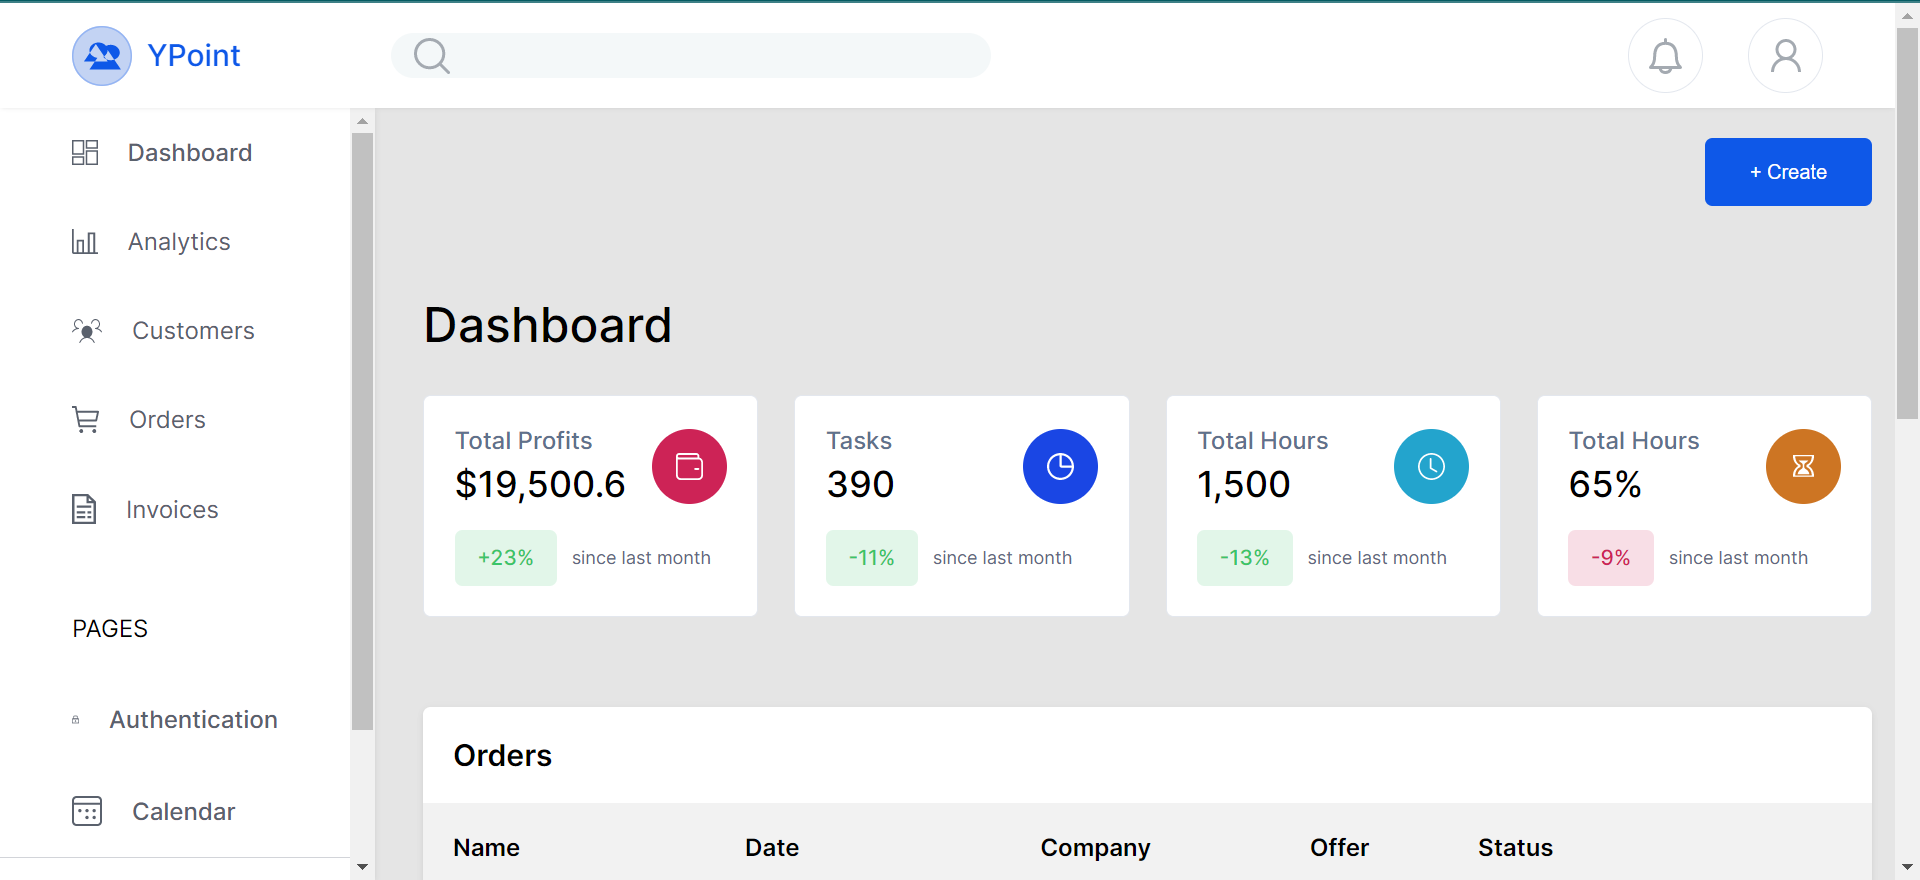 YPoint
Dashboard
Analytics
Customers
Orders
Invoices
PAGES
Authentication
Calendar
+ Create
Dashboard
Total Profits
$19,500.6
+23% since last month
Tasks
390
-11% since last month
Total Hours
1,500
-13% since last month
Total Hours
65%
-9% since last month
Orders
Name Date Company Offer Status